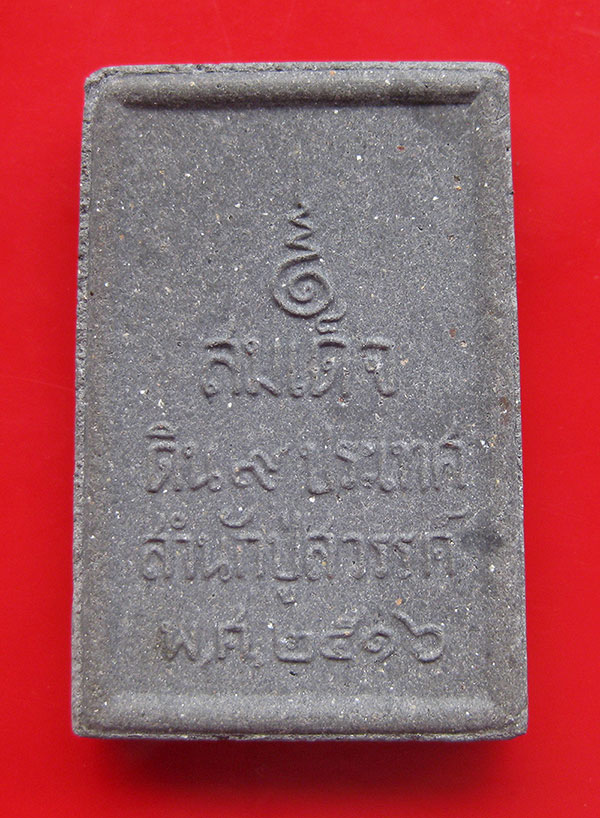 สมเด็จ
ดิน ๙ ประเทศ
สำนักปู่สวรรค์
พ.ศ. ๒๕๑๖